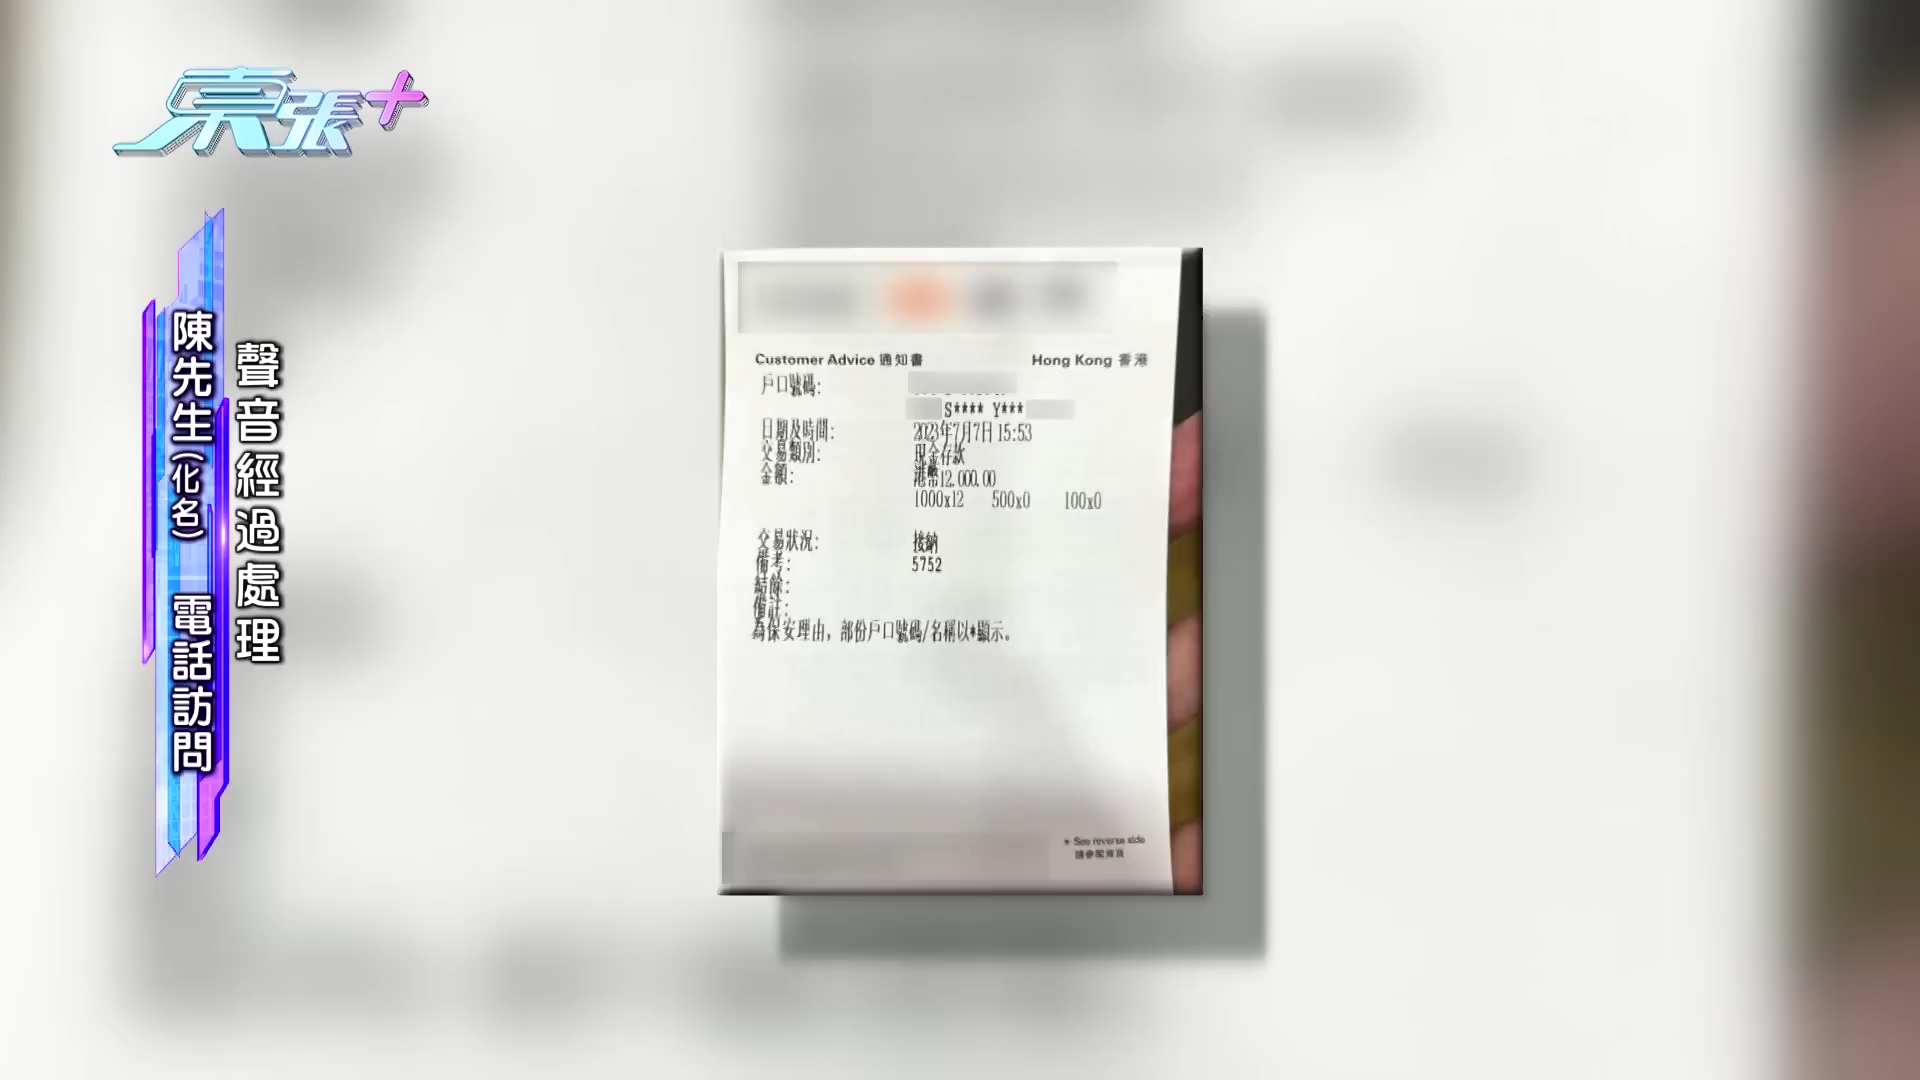 東張+
聲音經過處理
陳先生(化名) 電話訪問
Customer Advice 通知書 Hong Kong 香港
戶口號碼:
S**** Y***
日期及時間: 2023年7月7日 15:53
交易類別: 現金存款
金額: 港幣12,000.00
1000x12 500x0 100x0
交易狀況: 接納
備考: 5752
結餘:
備註:
為保安理由，部份戶口號碼/名稱以*顯示。
* See reverse side
請參閱背頁